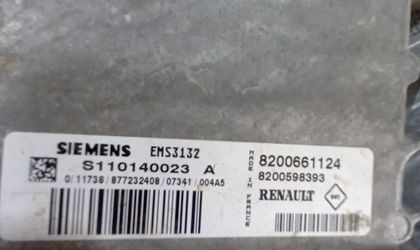 SIEMENS EMS3132
S110140023 A
0/11738/877232408/07341/004A5
MADE IN FRANCE
8200661124
8200598393
RENAULT